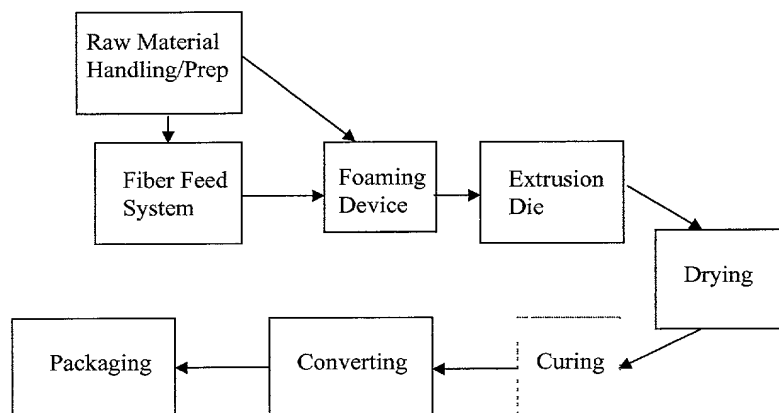 Raw Material
Handling/Prep
Fiber Feed
System
Foaming
Device
Extrusion
Die
Drying
Curing
Converting
Packaging